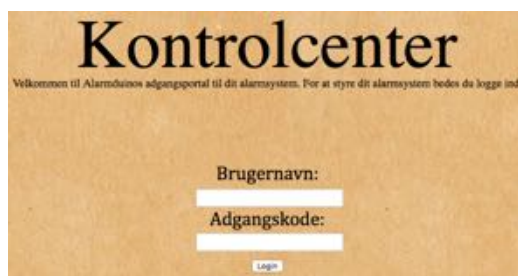 Kontrolcenter
Velkommen til Alarmduinos adgangsportal til dit alarmsystem. For at styre dit alarmsystem bedes du logge ind
Brugernavn:
Adgangskode:
Login